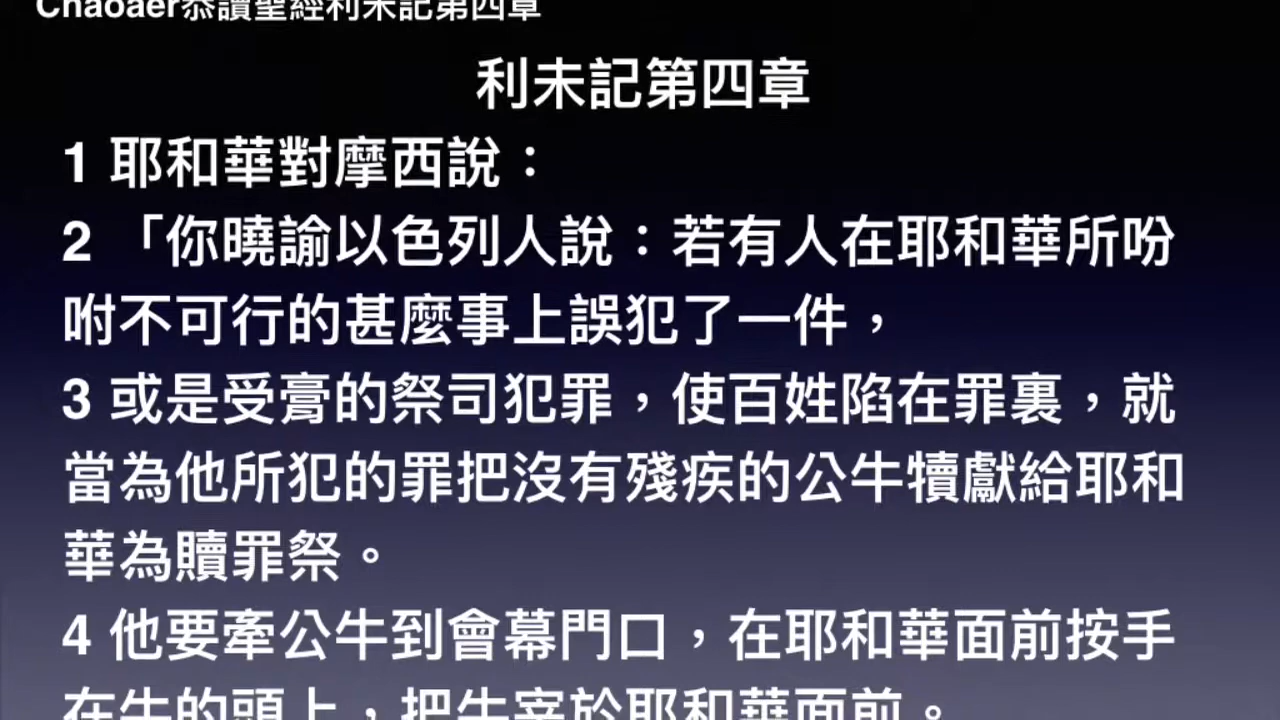 Chaoaer恭讀聖經利未記第四章
利未記第四章
1 耶和華對摩西說：
2 「你曉諭以色列人說：若有人在耶和華所吩
咐不可行的甚麼事上誤犯了一件，
3 或是受膏的祭司犯罪，使百姓陷在罪裏，就
當為他所犯的罪把沒有殘疾的公牛犢獻給耶和
華為贖罪祭。
4 他要牽公牛到會幕門口，在耶和華面前按手
在牛的頭上，把牛宰於耶和華面前。